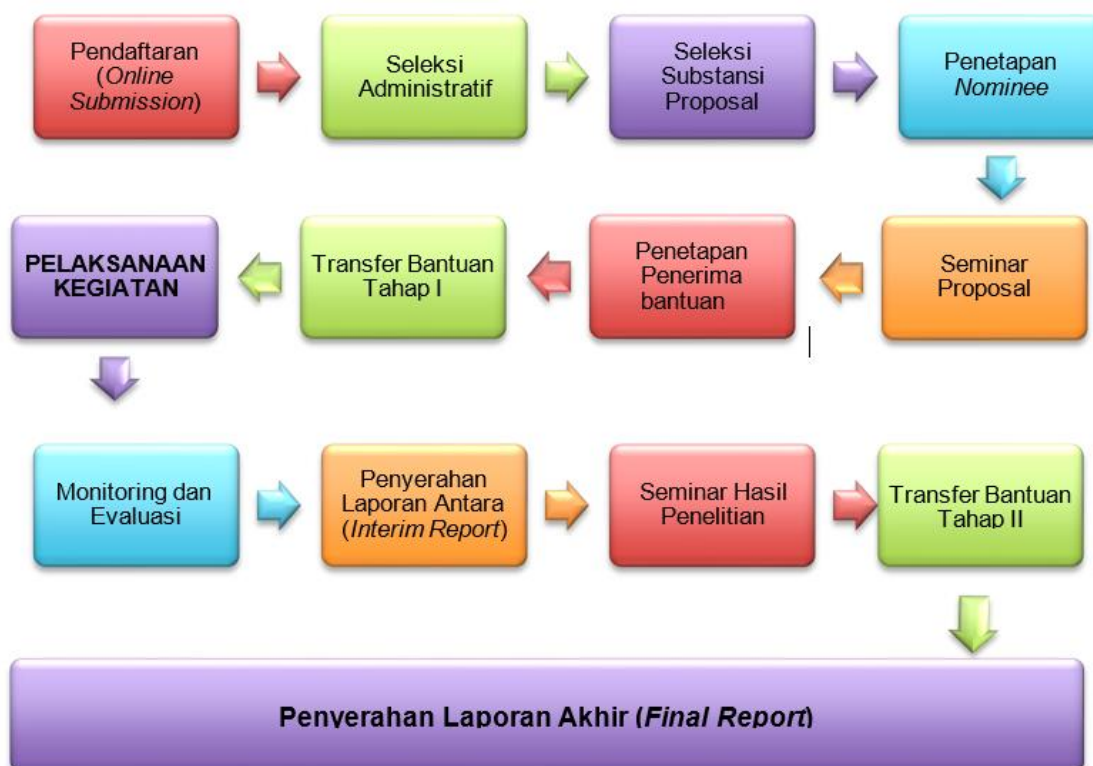 Pendaftaran
(Online
Submission)
Seleksi
Administratif
Seleksi
Substansi
Proposal
Penetapan
Nominee
Seminar
Proposal
Penetapan
Penerima
bantuan
Transfer Bantuan
Tahap I
PELAKSANAAN
KEGIATAN
Monitoring dan
Evaluasi
Penyerahan
Laporan Antara
(Interim Report)
Seminar Hasil
Penelitian
Transfer Bantuan
Tahap II
Penyerahan Laporan Akhir (Final Report)